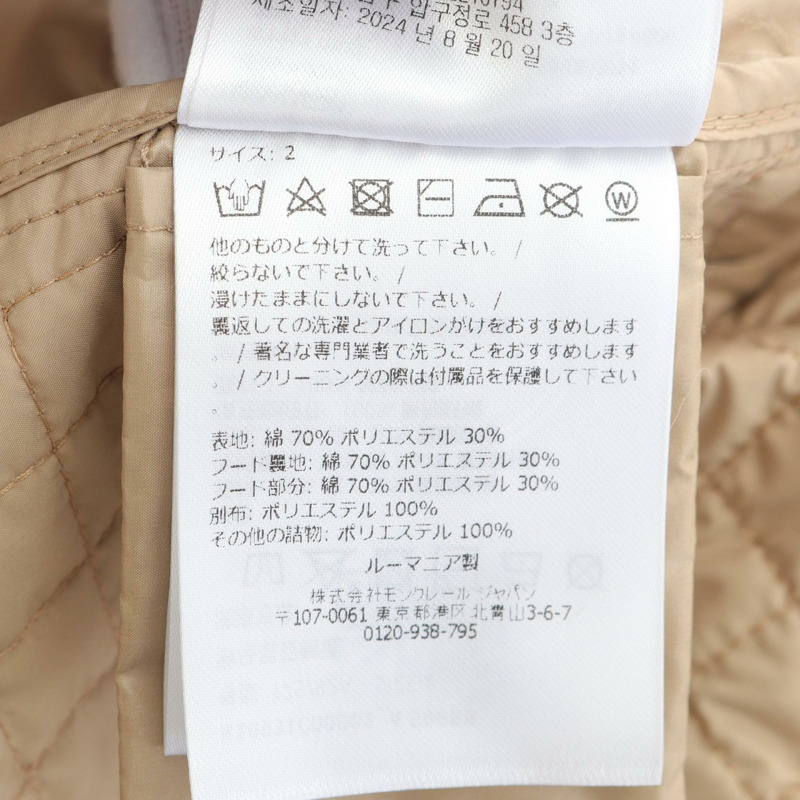 압구정로 458 3층
제조일자: 2024 년 8 월 20 일
サイズ: 2
W
他のものと分けて洗って下さい。/
絞らないで下さい。/
浸けたままにしないで下さい。/
裏返しての洗濯とアイロンがけをおすすめします
。/ 著名な専門業者で洗うことをおすすめします
。/ クリーニングの際は付属品を保護して下さい
。
表地: 綿 70% ポリエステル 30%
フード裏地: 綿 70% ポリエステル 30%
フード部分: 綿 70% ポリエステル 30%
別布: ポリエステル 100%
その他の詰物: ポリエステル 100%
ルーマニア製
株式会社モンクレール ジャパン
〒107-0061 東京都港区北青山3-6-7
0120-938-795